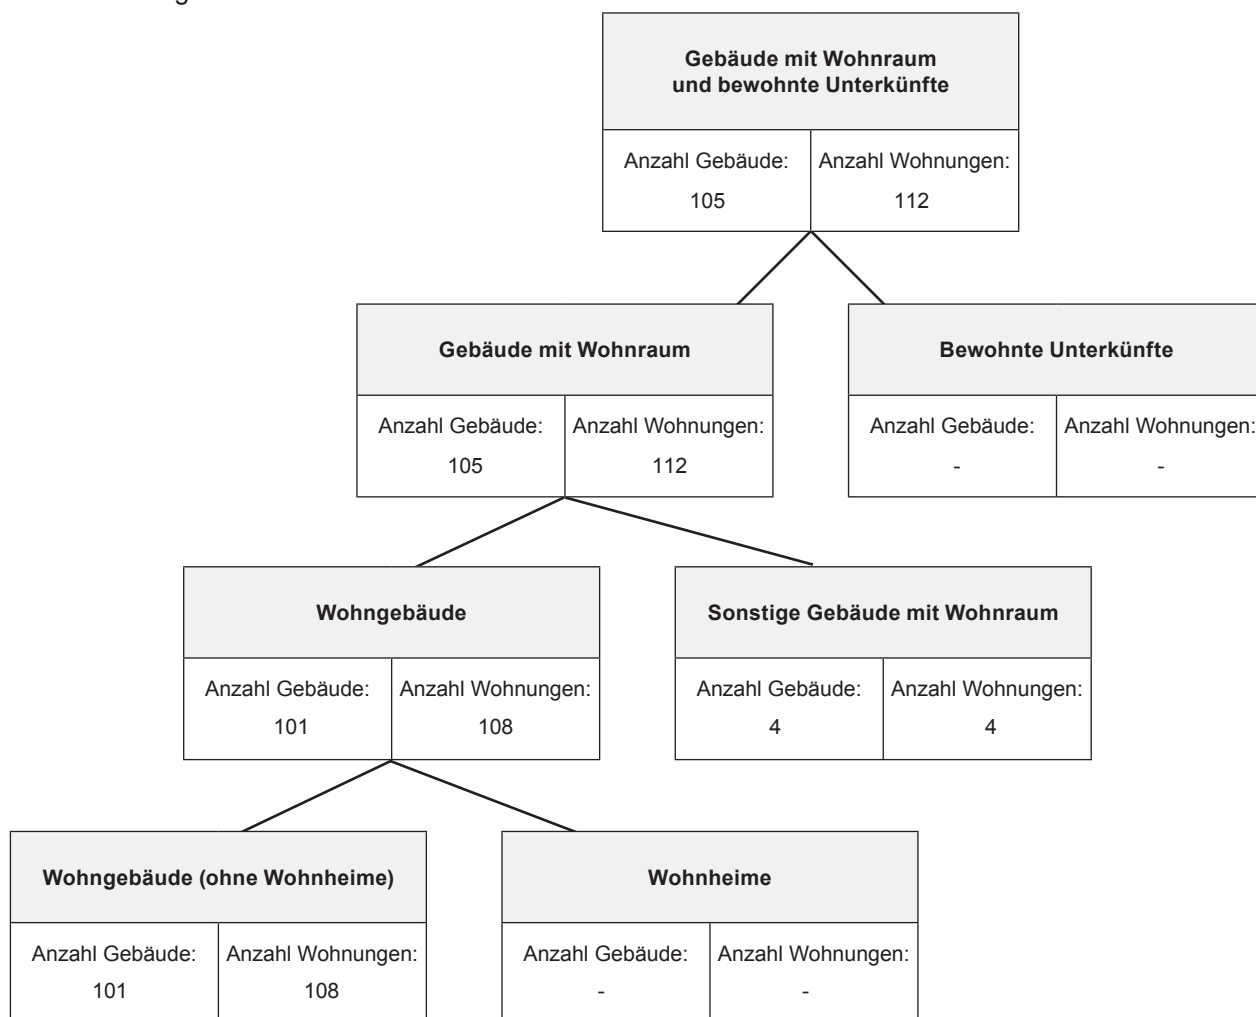 Gebäude mit Wohnraum
und bewohnte Unterkünfte
Anzahl Gebäude: Anzahl Wohnungen:
105 112
Gebäude mit Wohnraum
Bewohnte Unterkünfte
Anzahl Gebäude: Anzahl Wohnungen:
105 112
Anzahl Gebäude: Anzahl Wohnungen:
- -
Wohngebäude
Sonstige Gebäude mit Wohnraum
Anzahl Gebäude: Anzahl Wohnungen:
101 108
Anzahl Gebäude: Anzahl Wohnungen:
4 4
Wohngebäude (ohne Wohnheime)
Wohnheime
Anzahl Gebäude: Anzahl Wohnungen:
101 108
Anzahl Gebäude: Anzahl Wohnungen:
- -